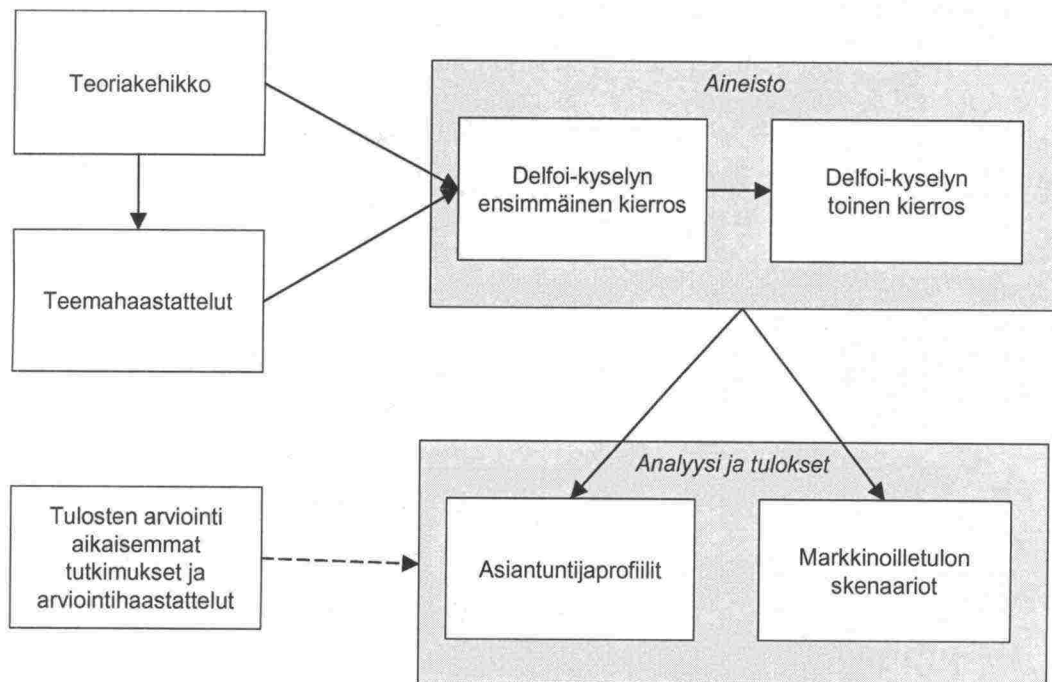 Teoriakehikko
Teemahaastattelut
Aineisto
Delfoi-kyselyn
ensimmäinen kierros
Delfoi-kyselyn
toinen kierros
Analyysi ja tulokset
Tulosten arviointi
aikaisemmat
tutkimukset ja
arviointihaastattelut
Asiantuntijaprofiilit
Markkinoilletulon
skenaariot